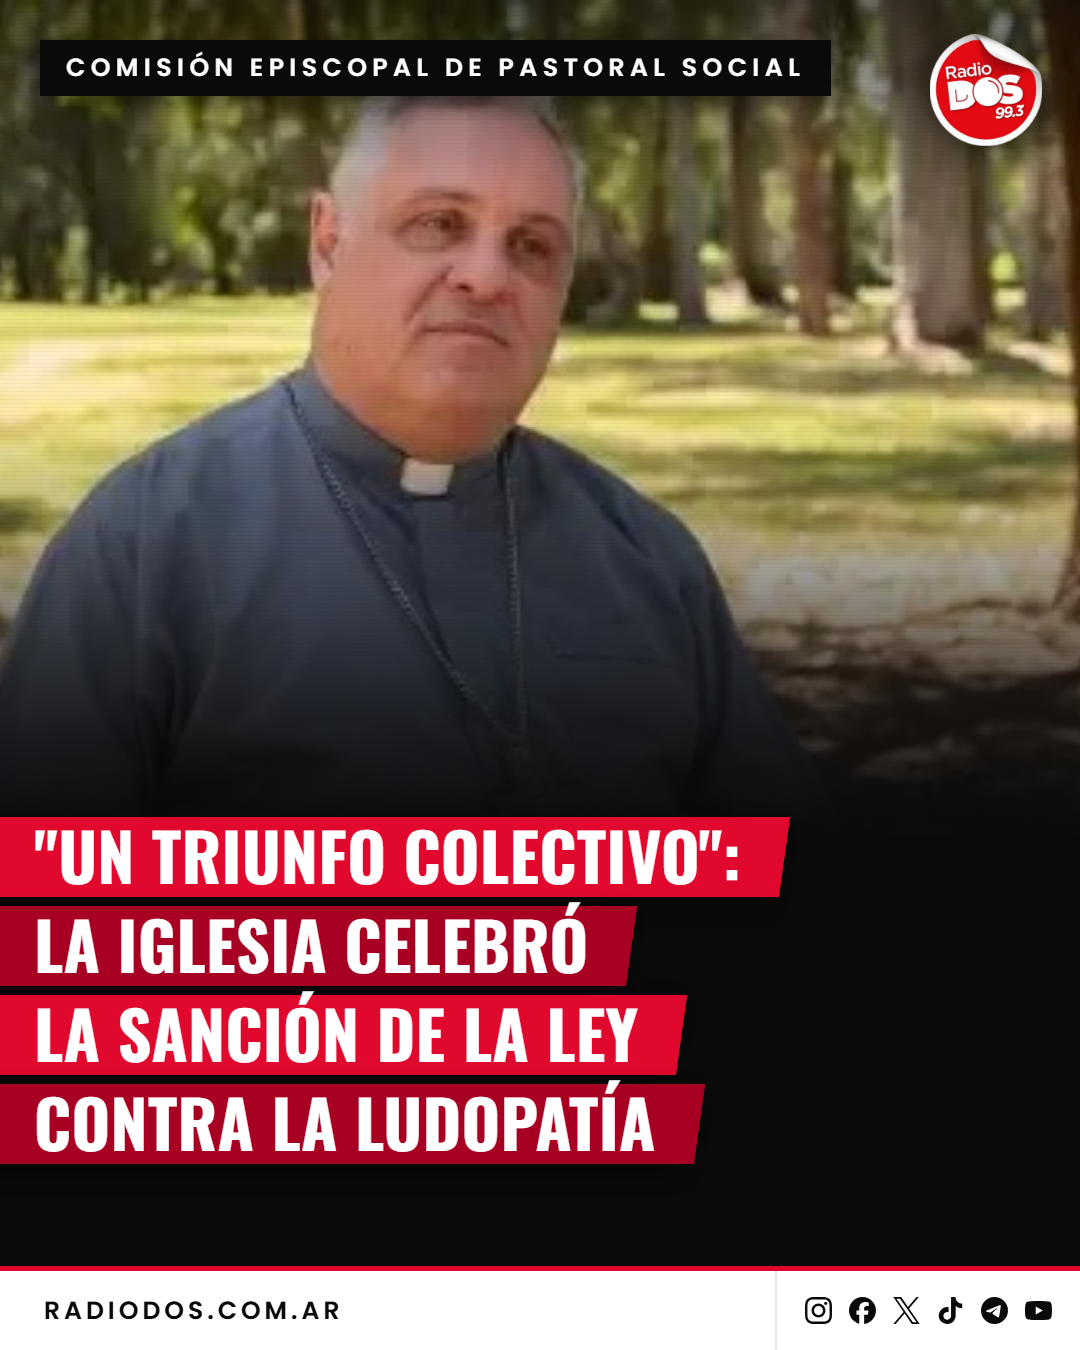 COMISIÓN EPISCOPAL DE PASTORAL SOCIAL
Radio
DOS
99.3
"UN TRIUNFO COLECTIVO":
LA IGLESIA CELEBRÓ
LA SANCIÓN DE LA LEY
CONTRA LA LUDOPATÍA
RADIODOS.COM.AR